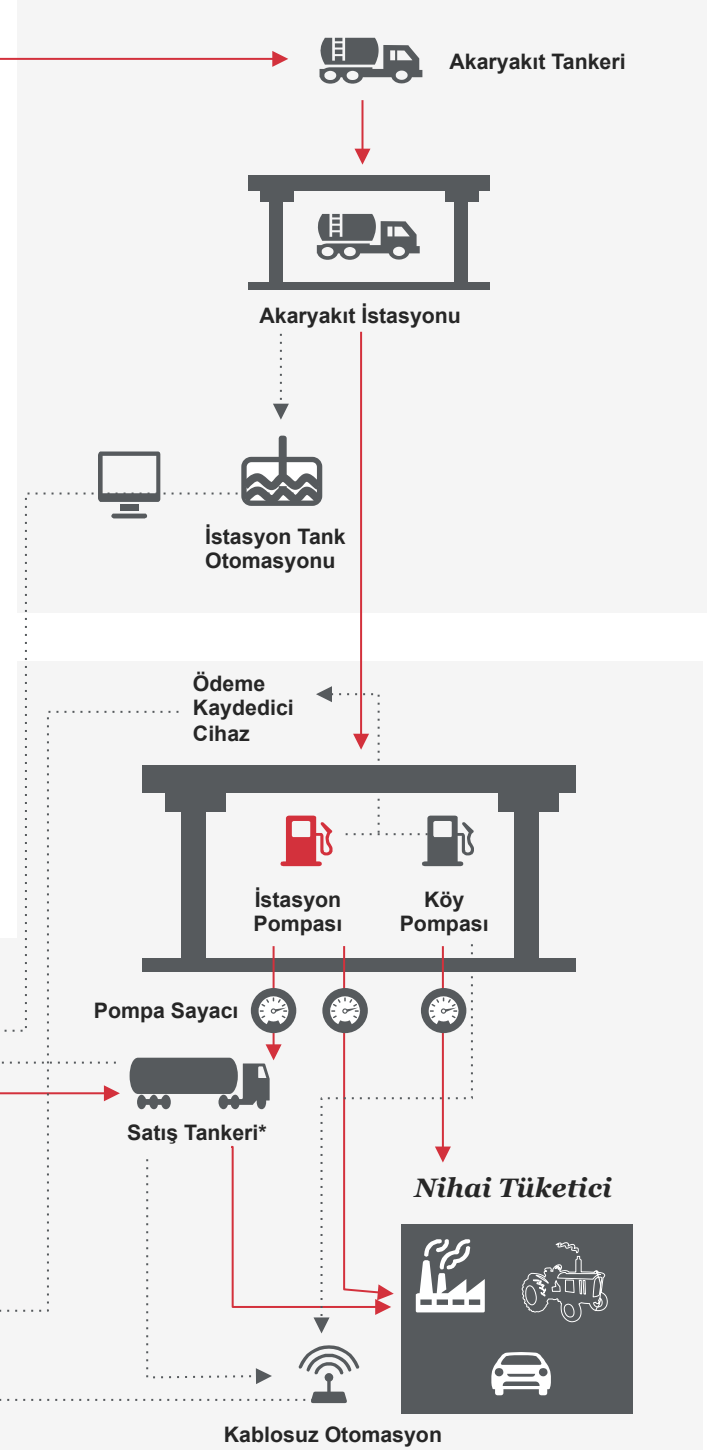 Akaryakıt Tankeri
Akaryakıt İstasyonu
İstasyon Tank
Otomasyonu
Ödeme
Kaydedici
Cihaz
İstasyon
Pompası
Köy
Pompası
Pompa Sayacı
Satış Tankeri*
Nihai Tüketici
Kablosuz Otomasyon